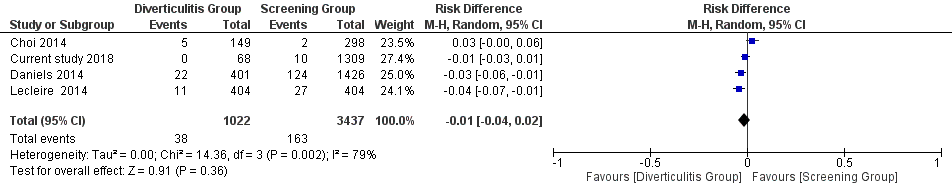 Diverticulitis Group Screening Group Risk Difference Risk Difference
Study or Subgroup Events Total Events Total Weight M-H, Random, 95% CI M-H, Random, 95% CI
Choi 2014 5 149 2 298 23.5% 0.03 [-0.00, 0.06]
Current study 2018 0 68 10 1309 27.4% -0.01 [-0.03, 0.01]
Daniels 2014 22 401 124 1426 25.0% -0.03 [-0.06, -0.01]
Lecleire 2014 11 404 27 404 24.1% -0.04 [-0.07, -0.01]
Total (95% CI) 1022 3437 100.0% -0.01 [-0.04, 0.02]
Total events 38 163
Heterogeneity: Tau² = 0.00; Chi² = 14.36, df = 3 (P = 0.002); I² = 79%
Test for overall effect: Z = 0.91 (P = 0.36)
-1 -0.5 0 0.5 1
Favours [Diverticulitis Group] Favours [Screening Group]